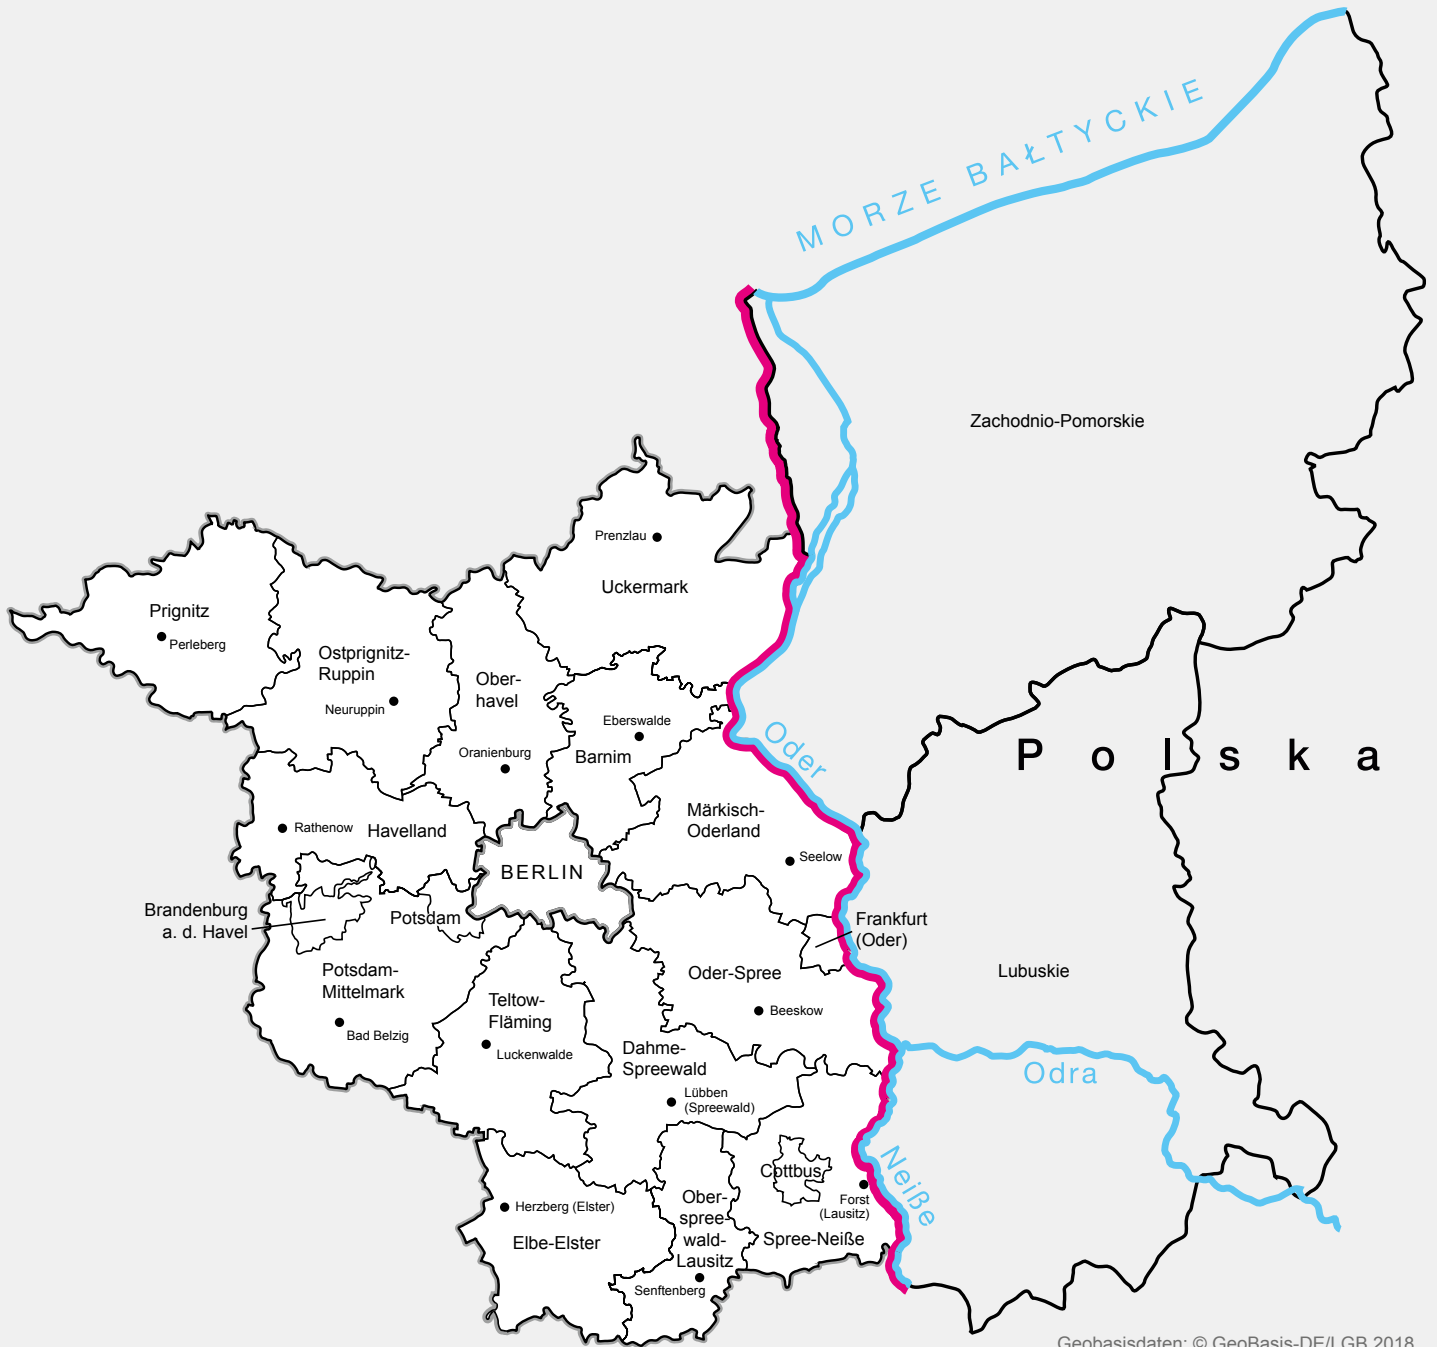 MORZE BAŁTYCKIE
Zachodnio-Pomorskie
Prenzlau
Uckermark
Prignitz
Perleberg
Ostprignitz-
Ruppin
Neuruppin
Ober-
havel
Oranienburg
Eberswalde
Barnim
Oder
Polska
Märkisch-
Oderland
Seelow
Rathenow
Havelland
BERLIN
Brandenburg
a. d. Havel
Potsdam
Frankfurt
(Oder)
Potsdam-
Mittelmark
Bad Belzig
Teltow-
Fläming
Luckenwalde
Oder-Spree
Beeskow
Lubuskie
Dahme-
Spreewald
Lübben
(Spreewald)
Odra
Neiße
Cottbus
Forst
(Lausitz)
Spree-Neiße
Herzberg (Elster)
Elbe-Elster
Ober-
spree-
wald-
Lausitz
Senftenberg
Geobasisdaten: © GeoBasis-DE/LGB 2018